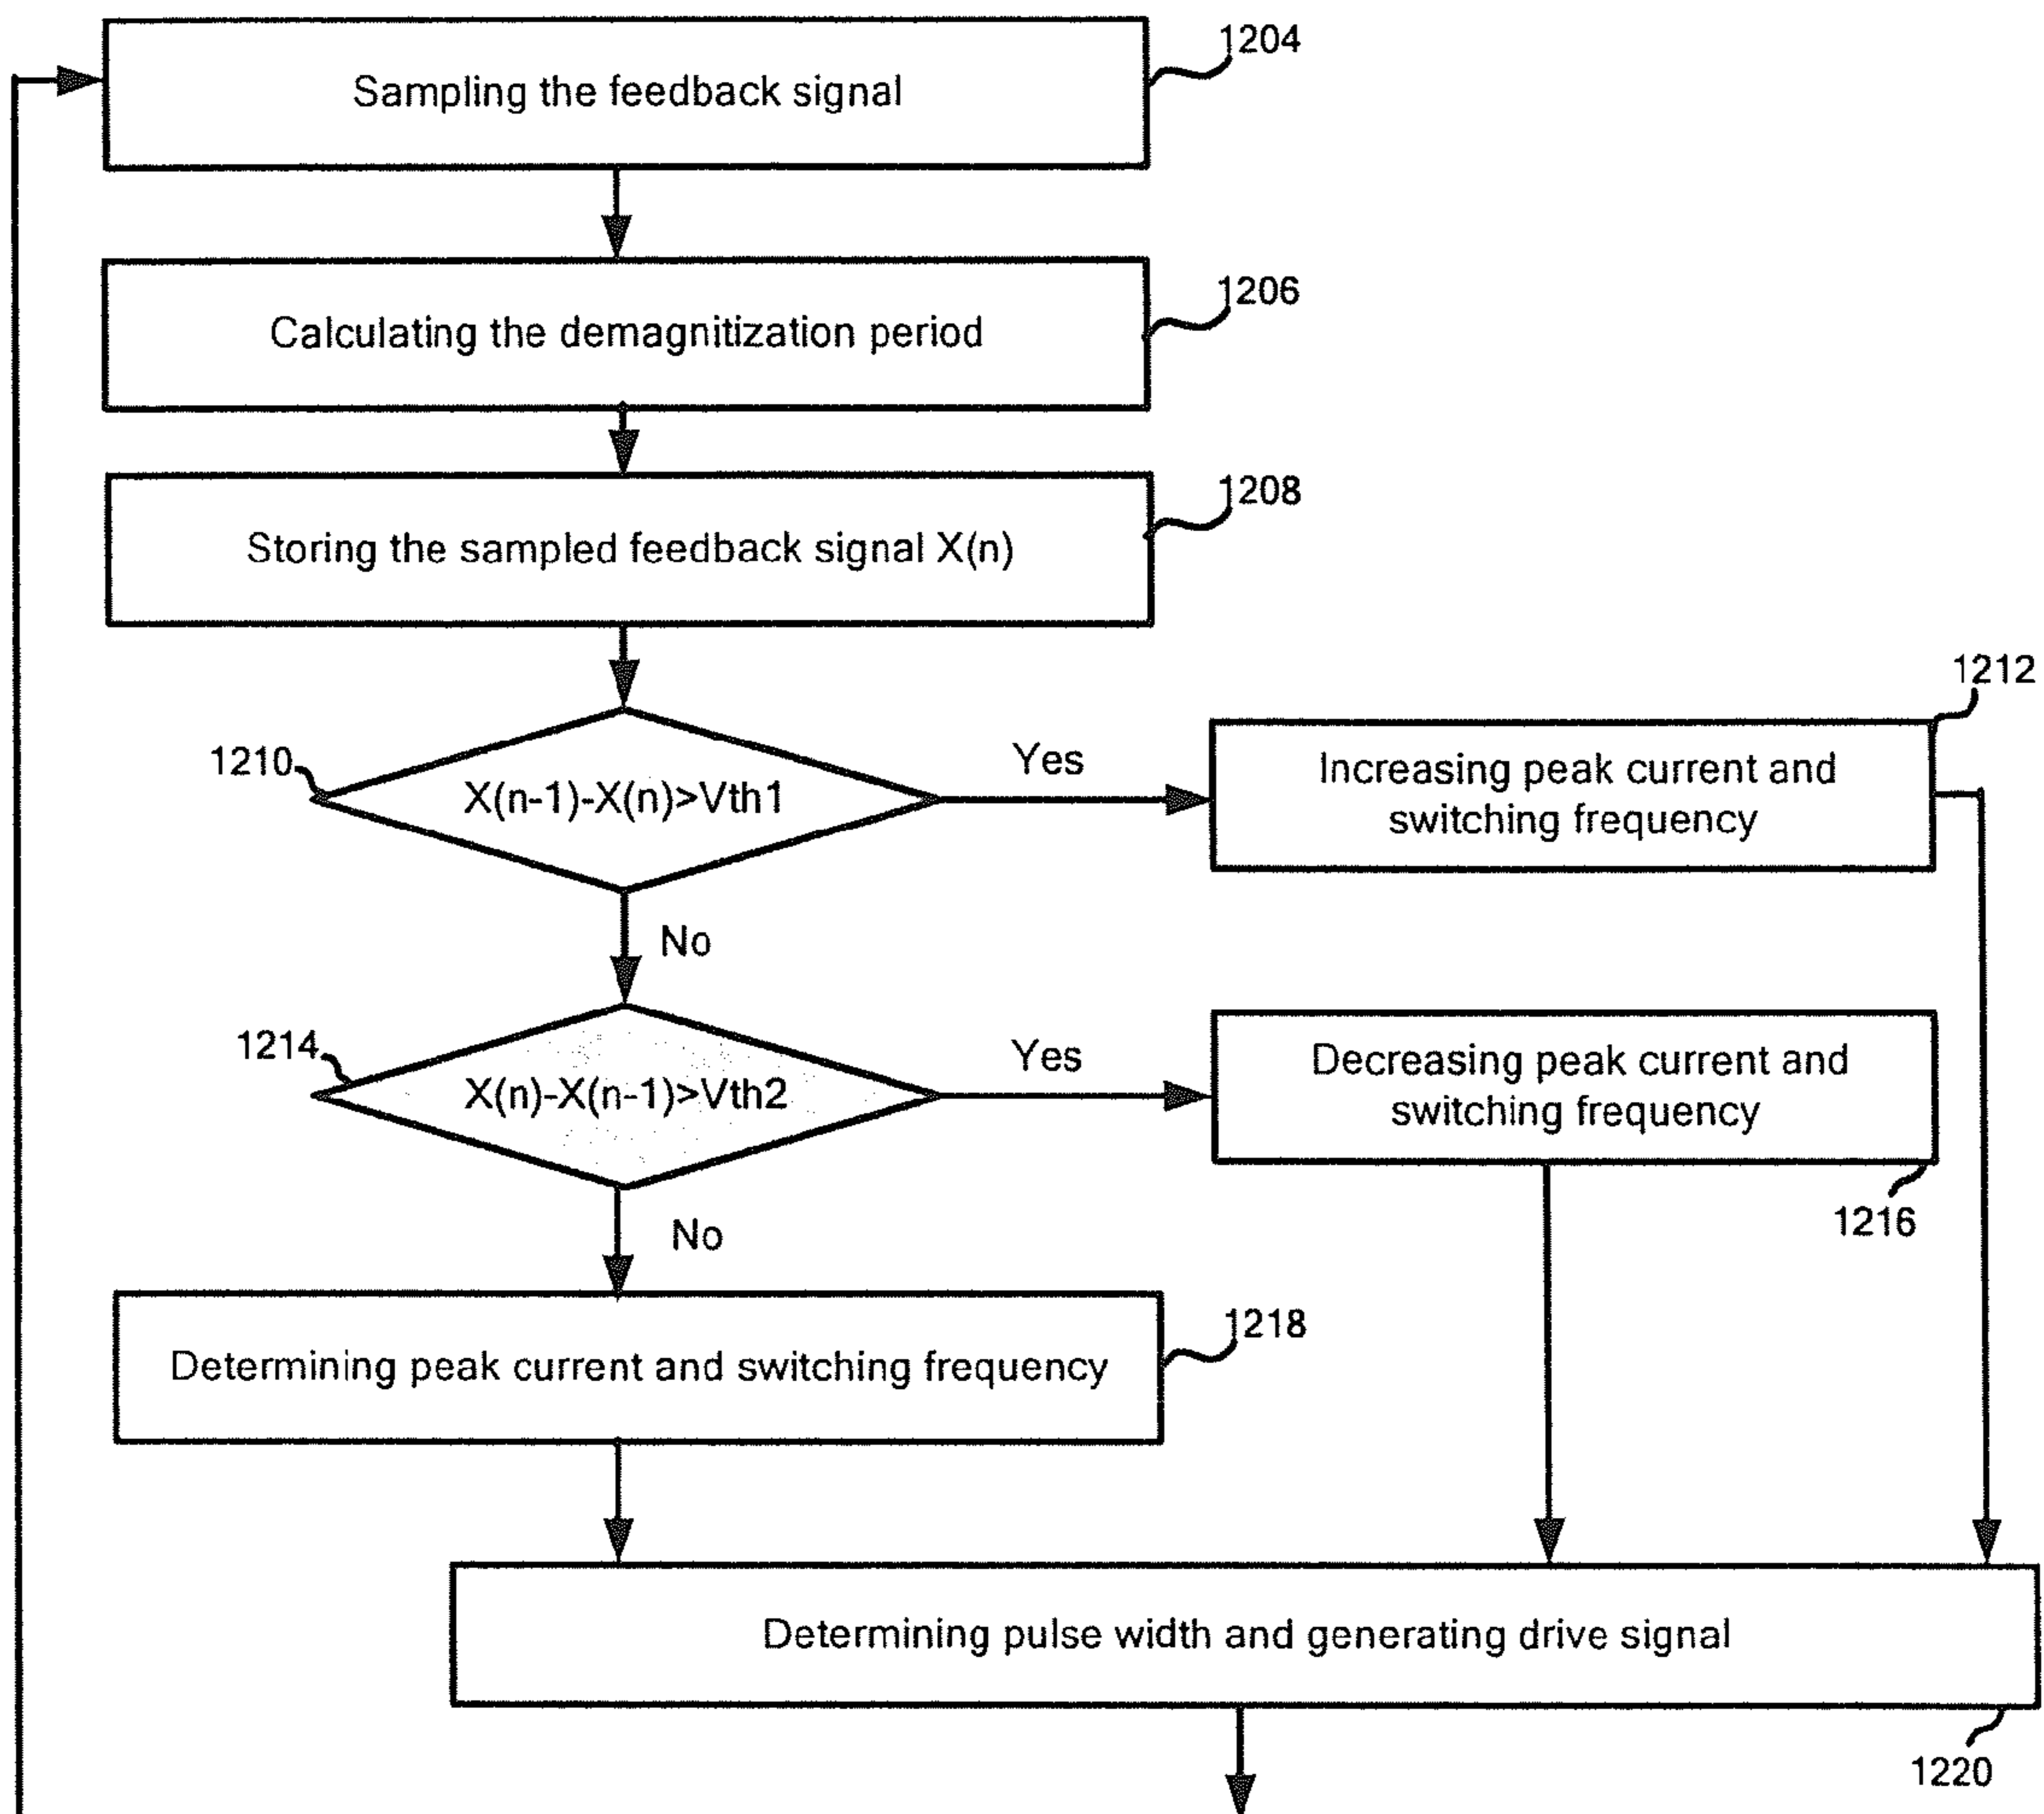 1204
Sampling the feedback signal
1206
Calculating the demagnitization period
1208
Storing the sampled feedback signal X(n)
1212
1210
X(n-1)-X(n)>Vth1
Yes
Increasing peak current and
switching frequency
No
1214
X(n)-X(n-1)>Vth2
Yes
Decreasing peak current and
switching frequency
1216
No
1218
Determining peak current and switching frequency
Determining pulse width and generating drive signal
1220